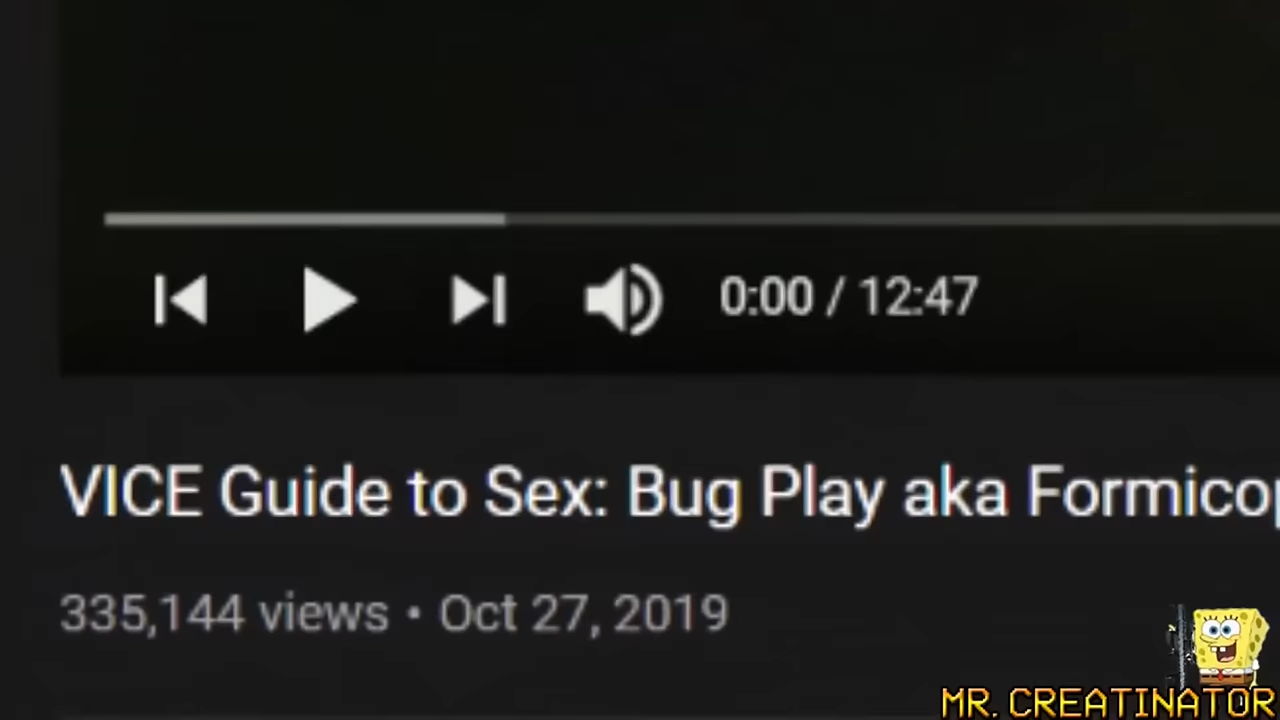 0:00 / 12:47
VICE Guide to Sex: Bug Play aka Formicop
335,144 views • Oct 27, 2019
MR. CREATINATOR